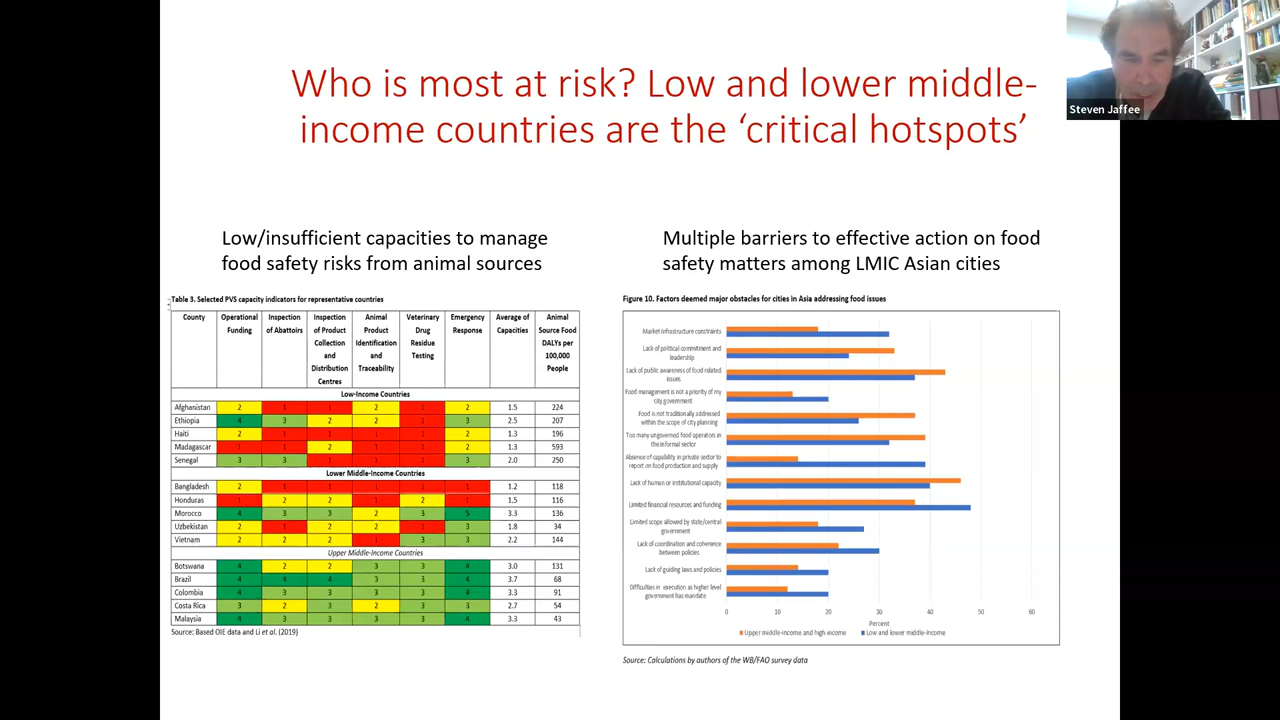 Steven Jaffee
Who is most at risk? Low and lower middle-
income countries are the ‘critical hotspots’
Low/insufficient capacities to manage
food safety risks from animal sources
Multiple barriers to effective action on food
safety matters among LMIC Asian cities
Table 3. Selected PVS capacity indicators for representative countries
County Operational Funding Inspection of Abattoirs Inspection of Product Collection and Distribution Centres Animal Product Identification and Traceability Veterinary Drug Residue Testing Emergency Response Average of Capacities Animal Source Food DALYs per 100,000 People
Low-Income Countries
Afghanistan 2 1 1 2 1 2 1.5 224
Ethiopia 4 3 2 2 1 3 2.5 207
Haiti 2 1 1 1 1 2 1.3 196
Madagascar 1 1 2 1 1 2 1.3 593
Senegal 3 3 1 1 1 3 2.0 250
Lower Middle-Income Countries
Bangladesh 2 1 1 1 1 1 1.2 118
Honduras 1 2 2 1 2 1 1.5 116
Morocco 4 3 3 2 3 5 3.3 136
Uzbekistan 2 1 2 2 1 3 1.8 34
Vietnam 2 2 2 1 3 3 2.2 144
Upper Middle-Income Countries
Botswana 4 2 2 3 3 4 3.0 131
Brazil 4 4 4 3 3 4 3.7 68
Colombia 4 3 3 3 3 4 3.3 91
Costa Rica 3 2 3 2 3 3 2.7 54
Malaysia 4 3 3 3 3 4 3.3 43
Source: Based OIE data and Li et al. (2019)
Figure 10. Factors deemed major obstacles for cities in Asia addressing food issues
Market Infrastructure constraints
Lack of political commitment and
leadership
Lack of public awareness of food related
issues
Food management is not a priority of my
city government
Food is not traditionally addressed
within the scope of city planning
Too many ungoverned food operators in
the informal sector
Absence of capability in private sector to
report on food production and supply
Lack of human or institutional capacity
Limited financial resources and funding
Limited scope allowed by state/central
government
Lack of coordination and coherence
between policies
Lack of guiding laws and policies
Difficulties in execution as higher level
government has mandate
0 10 20 30 40 50 60
Percent
Upper middle-income and high income Low and lower middle-income
Source: Calculations by authors of the WB/FAO survey data